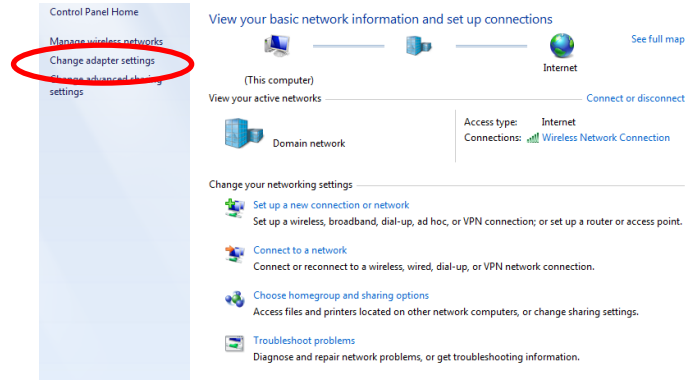 Control Panel Home
Manage wireless networks
Change adapter settings
Change advanced sharing
settings
View your basic network information and set up connections
See full map
(This computer)
Internet
View your active networks
Connect or disconnect
Domain network
Access type: Internet
Connections: Wireless Network Connection
Change your networking settings
Set up a new connection or network
Set up a wireless, broadband, dial-up, ad hoc, or VPN connection; or set up a router or access point.
Connect to a network
Connect or reconnect to a wireless, wired, dial-up, or VPN network connection.
Choose homegroup and sharing options
Access files and printers located on other network computers, or change sharing settings.
Troubleshoot problems
Diagnose and repair network problems, or get troubleshooting information.